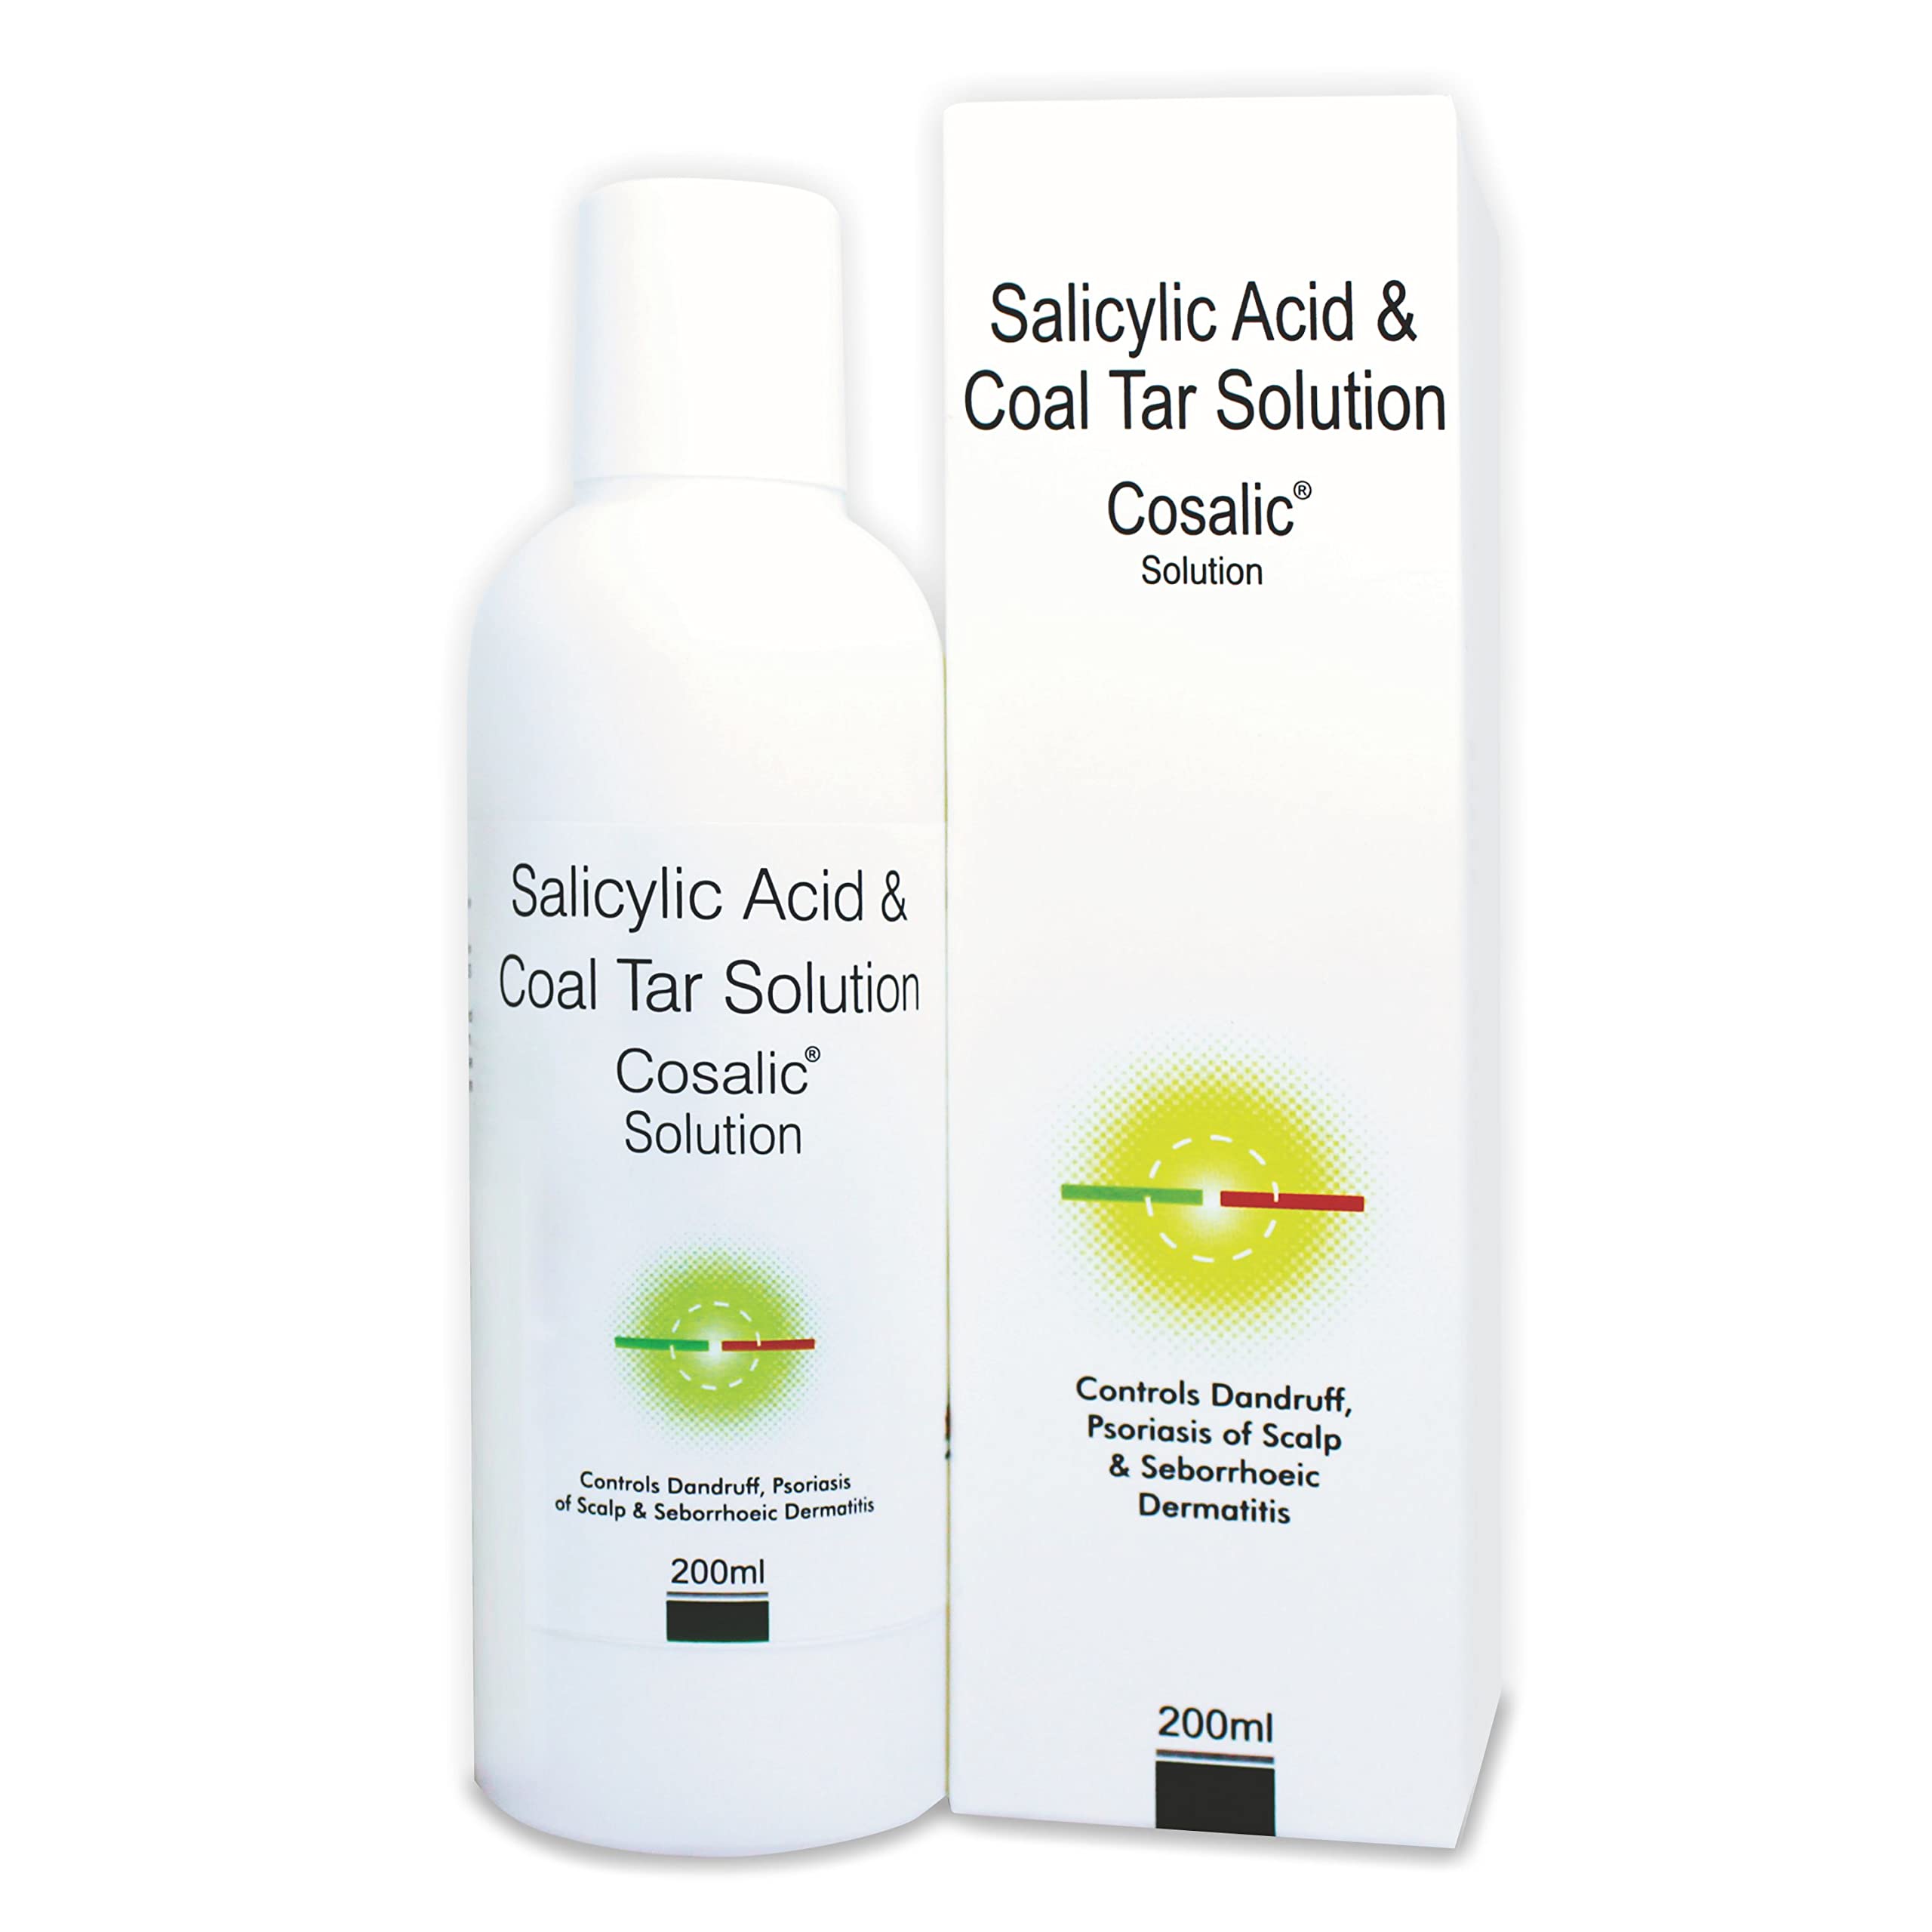 Salicylic Acid &
Coal Tar Solution
Cosalic®
Solution
Controls Dandruff, Psoriasis
of Scalp & Seborrhoeic Dermatitis
200ml
Salicylic Acid &
Coal Tar Solution
Cosalic®
Solution
Controls Dandruff,
Psoriasis of Scalp
& Seborrhoeic
Dermatitis
200ml